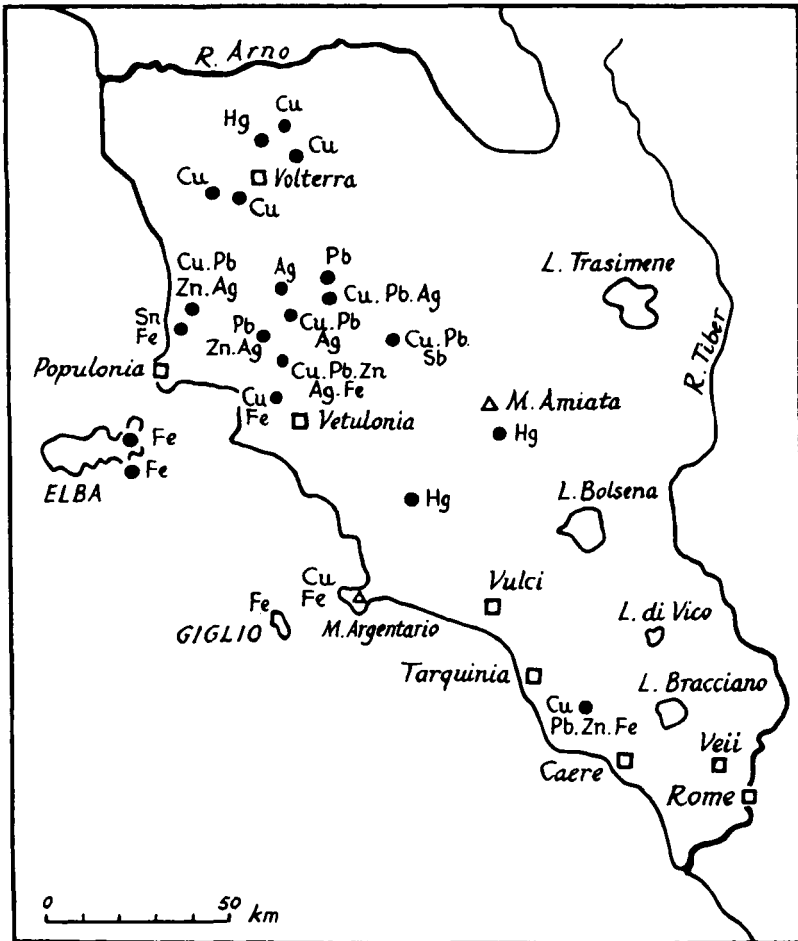 R. Arno
Cu
Hg
Cu
Volterra
Cu
Cu
L. Trasimene
Cu.Pb
Zn.Ag
Ag
Pb
Cu.Pb.Ag
Sn
Fe
Pb
Zn.Ag
Cu.Pb
Ag
Cu.Pb.
Sb
R. Tiber
Populonia
Cu.Pb.Zn
Ag.Fe
Cu
Fe
Vetulonia
M. Amiata
Hg
Fe
Fe
ELBA
Hg
L. Bolsena
Cu
Fe
Fe
GIGLIO
M. Argentario
Vulci
L. di Vico
Tarquinia
L. Bracciano
Cu
Pb.Zn.Fe
Veii
Caere
Rome
0 50
km